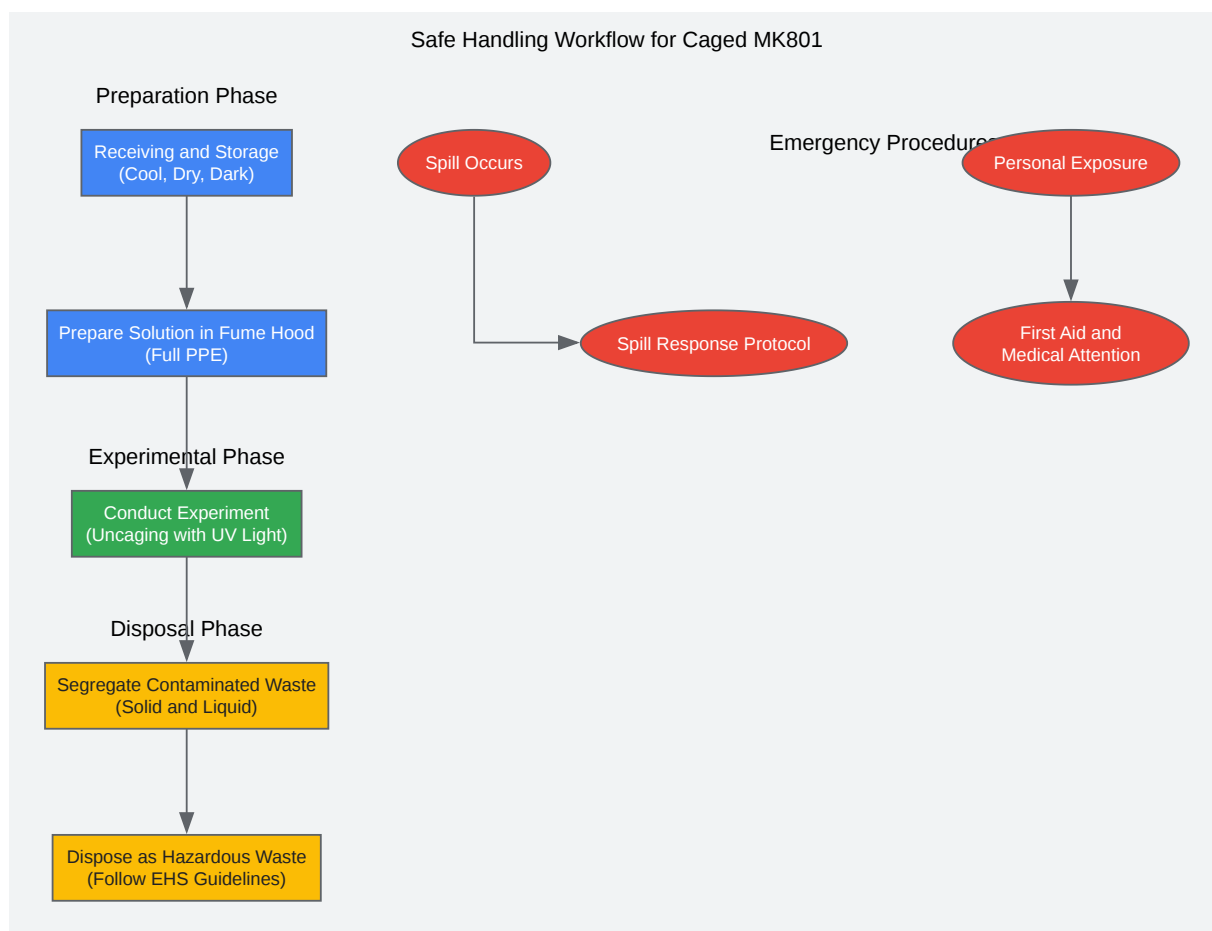 Safe Handling Workflow for Caged MK801
Preparation Phase
Receiving and Storage
(Cool, Dry, Dark)
Prepare Solution in Fume Hood
(Full PPE)
Experimental Phase
Conduct Experiment
(Uncaging with UV Light)
Disposal Phase
Segregate Contaminated Waste
(Solid and Liquid)
Dispose as Hazardous Waste
(Follow EHS Guidelines)
Spill Occurs
Spill Response Protocol
Emergency Procedures
Personal Exposure
First Aid and
Medical Attention